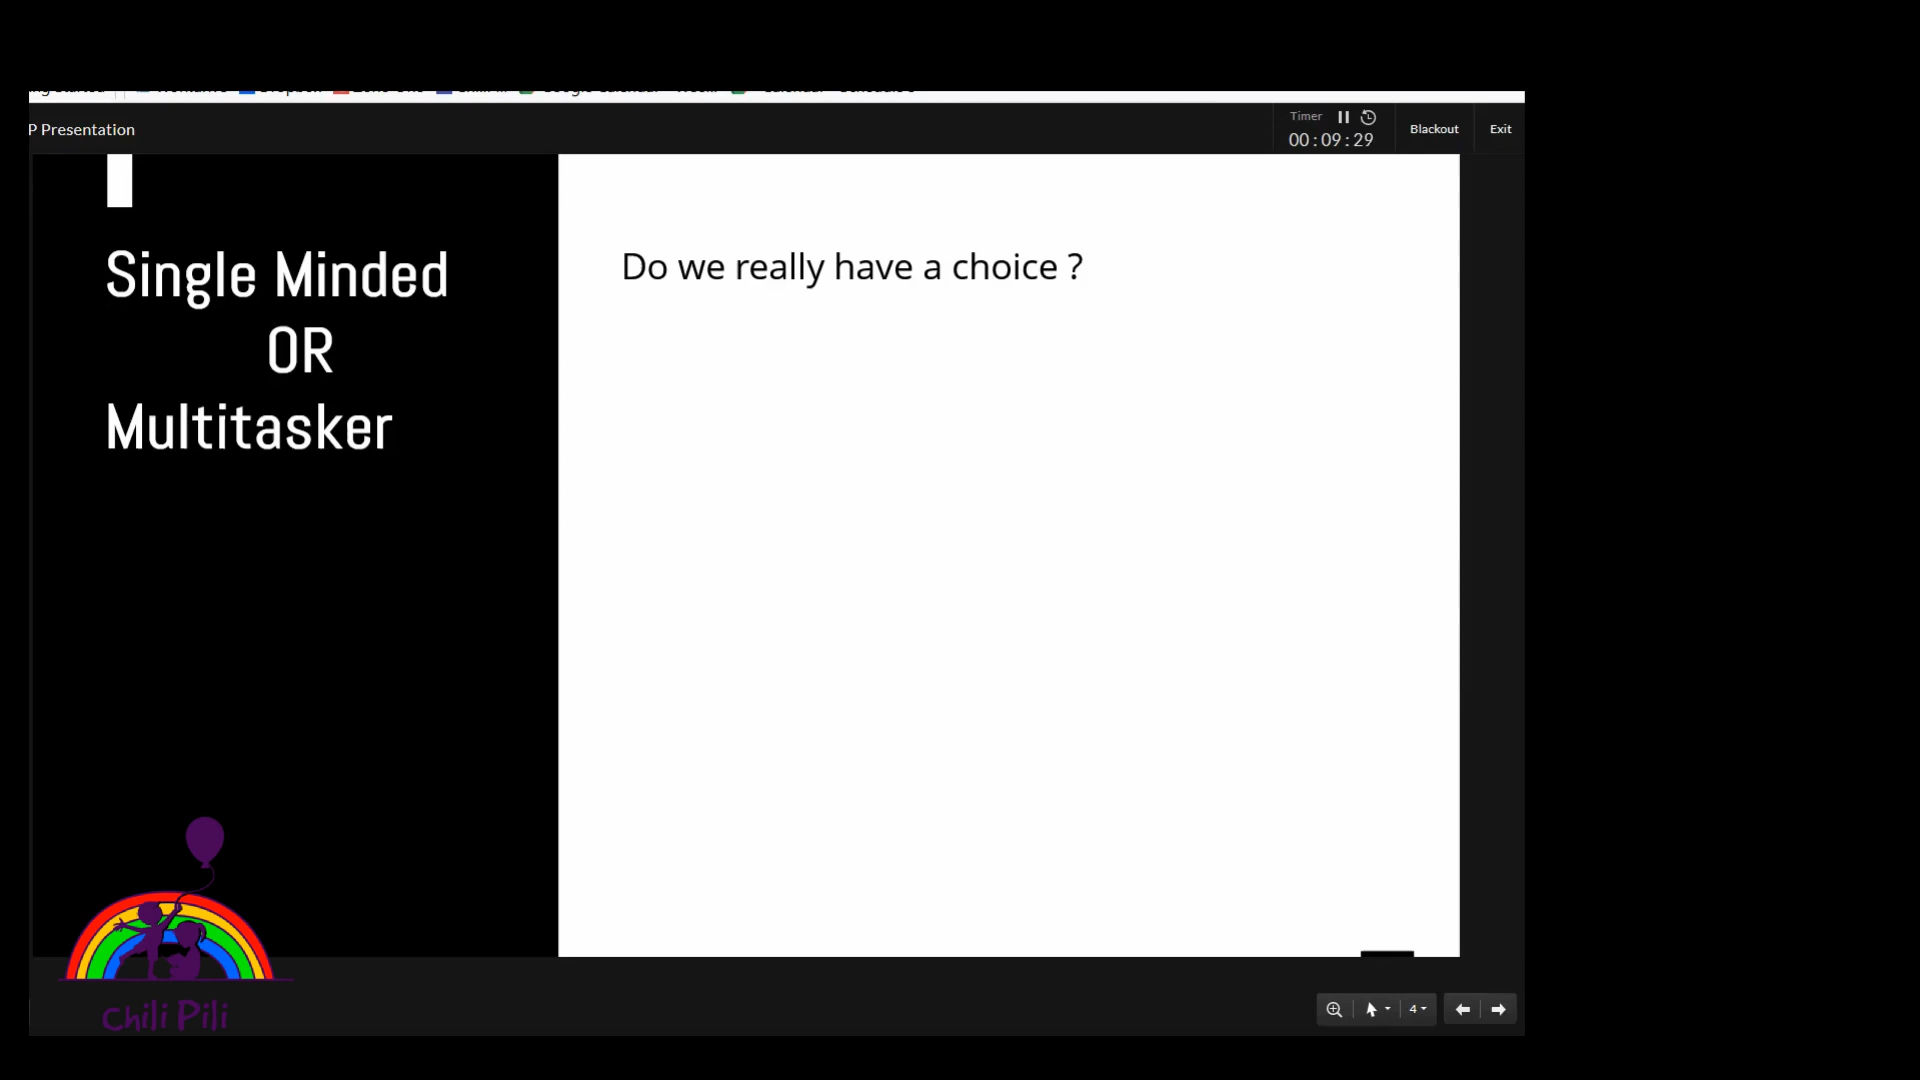 P Presentation
Timer
00:09:29
Blackout
Exit
Single Minded
OR
Multitasker
Do we really have a choice ?
Chili Pili
4